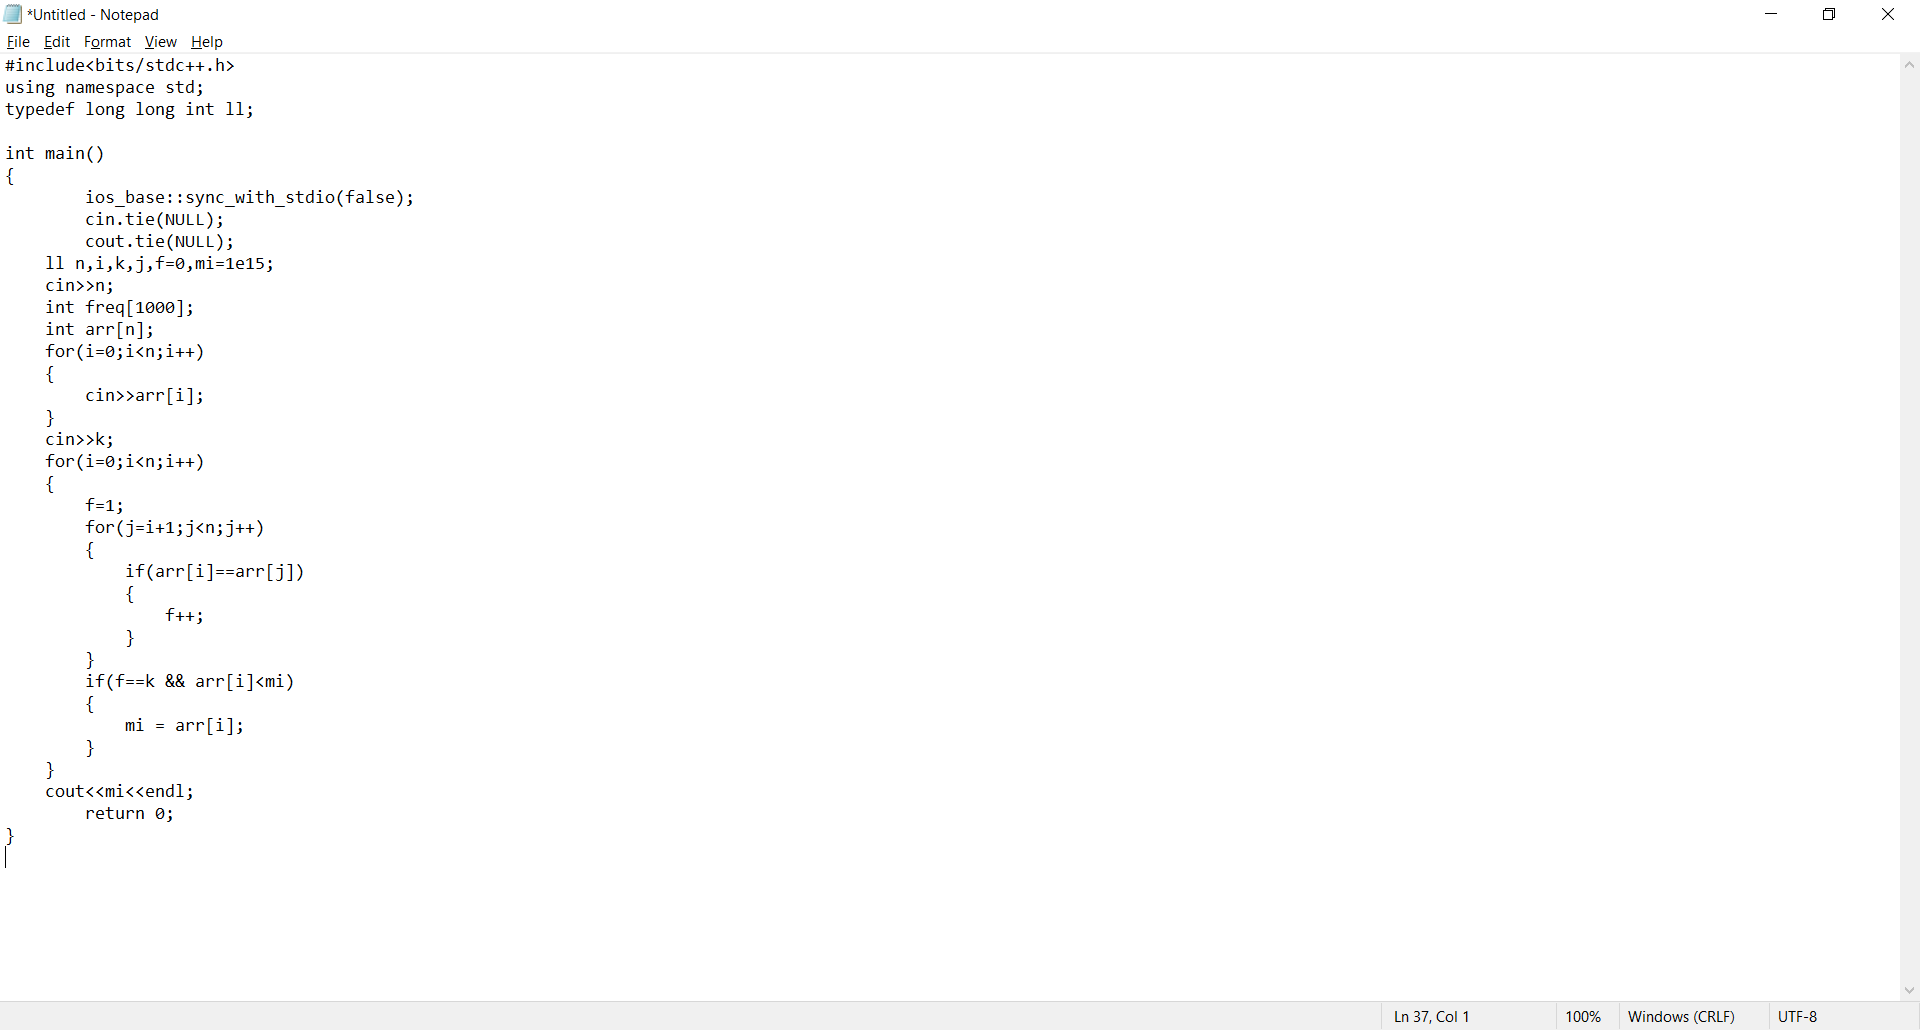 *Untitled - Notepad
File Edit Format View Help
#include<bits/stdc++.h>
using namespace std;
typedef long long int ll;

int main()
{
        ios_base::sync_with_stdio(false);
        cin.tie(NULL);
        cout.tie(NULL);
    ll n,i,k,j,f=0,mi=1e15;
    cin>>n;
    int freq[1000];
    int arr[n];
    for(i=0;i<n;i++)
    {
        cin>>arr[i];
    }
    cin>>k;
    for(i=0;i<n;i++)
    {
        f=1;
        for(j=i+1;j<n;j++)
        {
            if(arr[i]==arr[j])
            {
                f++;
            }
        }
        if(f==k && arr[i]<mi)
        {
            mi = arr[i];
        }
    }
    cout<<mi<<endl;
        return 0;
}
Ln 37, Col 1 100% Windows (CRLF) UTF-8